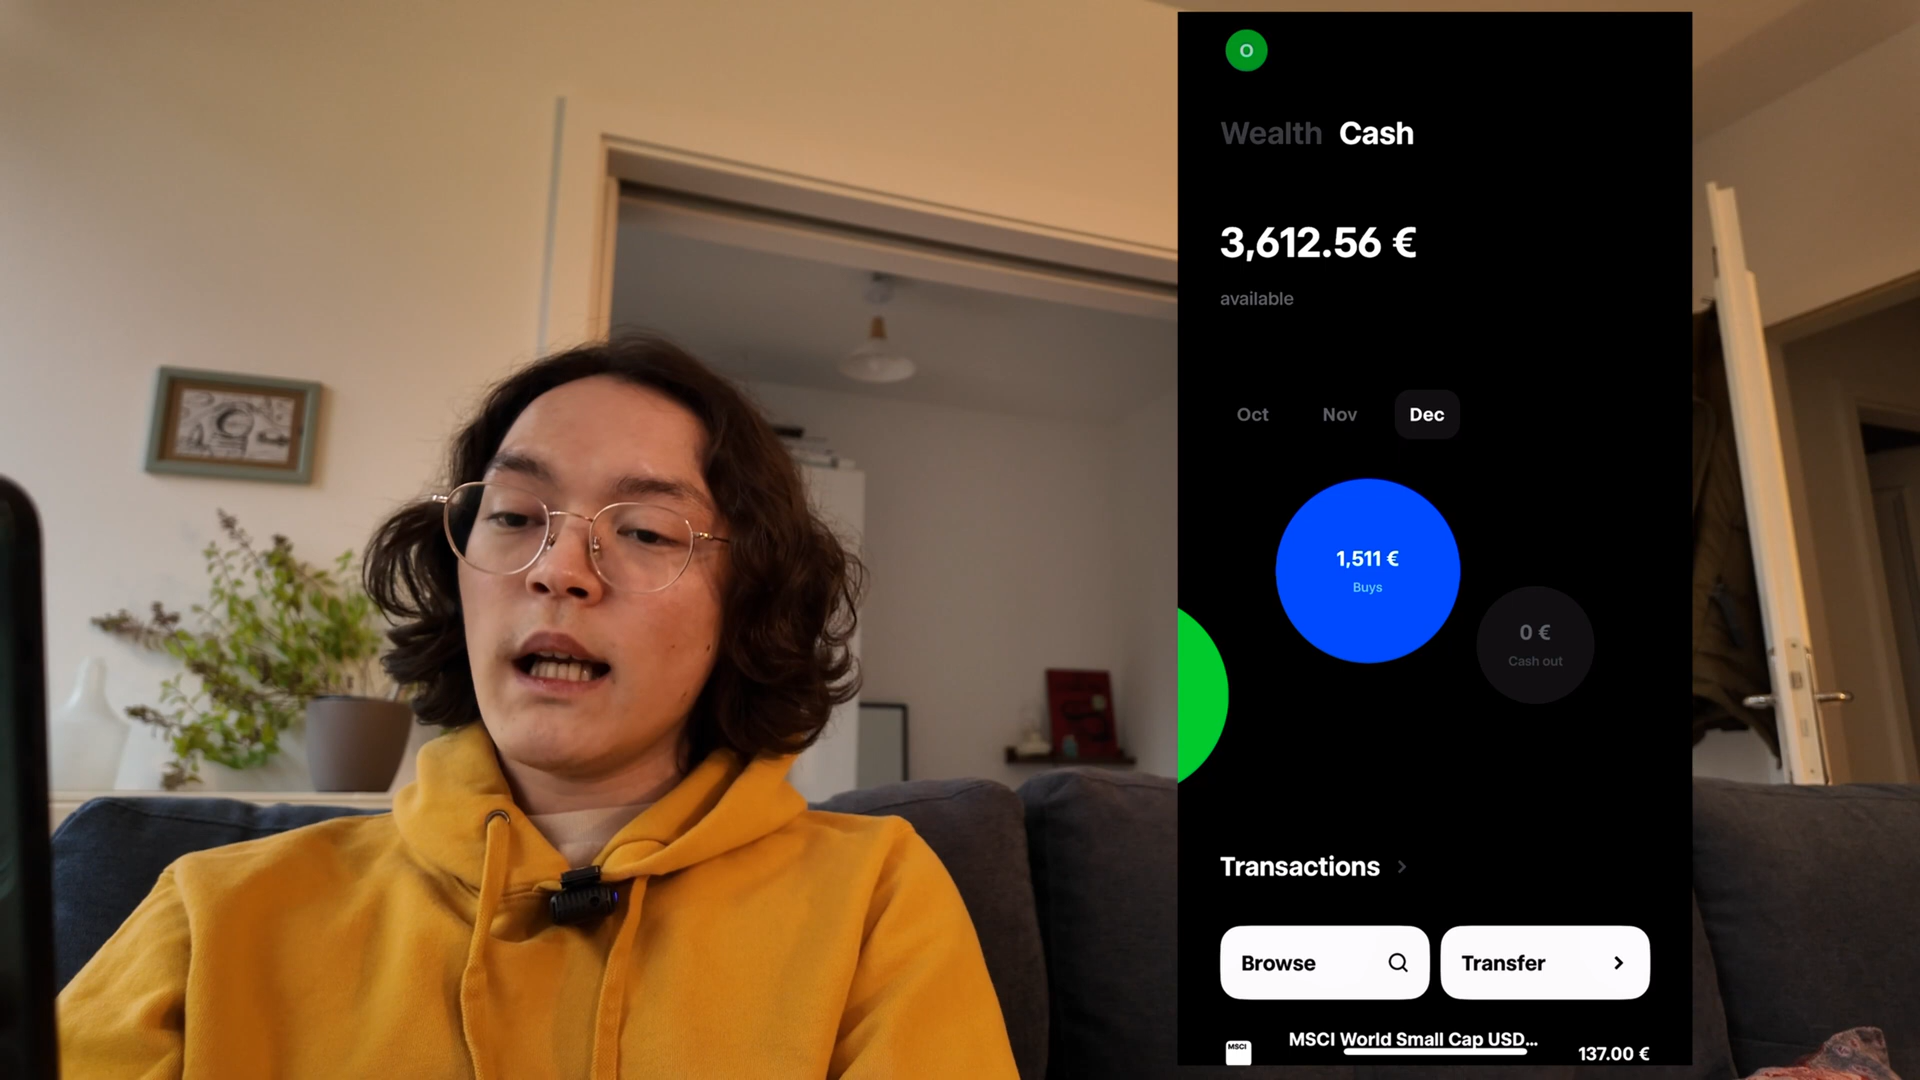 O
Wealth Cash
3,612.56 €
available
Oct Nov Dec
1,511 €
Buys
0 €
Cash out
Transactions
Browse Transfer
MSCI World Small Cap USD...
MSCI
137.00 €